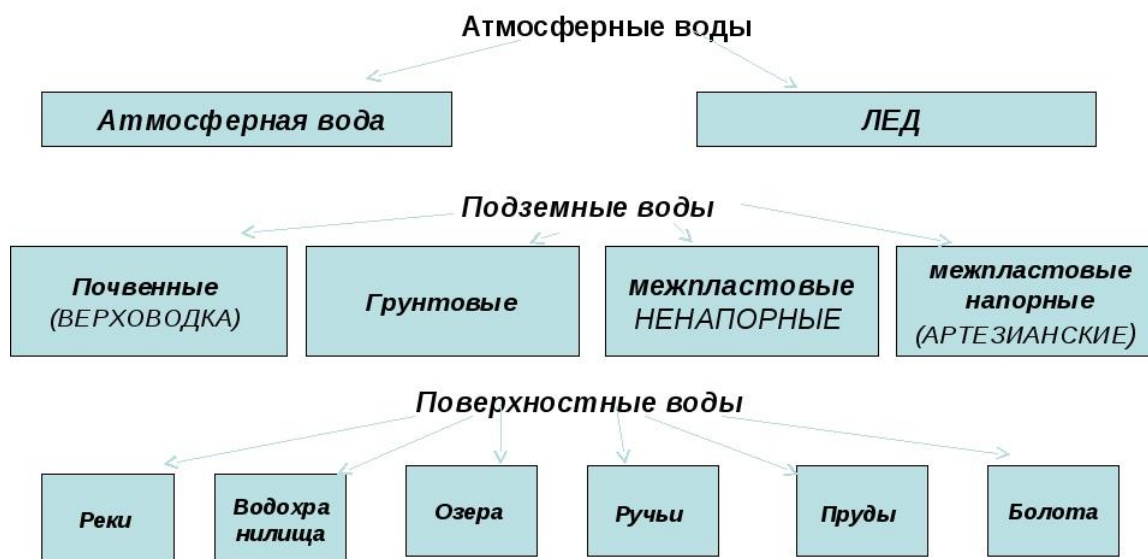 Атмосферные воды
Атмосферная вода
ЛЕД
Подземные воды
Почвенные
(ВЕРХОВОДКА)
Грунтовые
межпластовые
НЕНАПОРНЫЕ
межпластовые
напорные
(АРТЕЗИАНСКИЕ)
Поверхностные воды
Реки
Водохра
нилища
Озера
Ручьи
Пруды
Болота